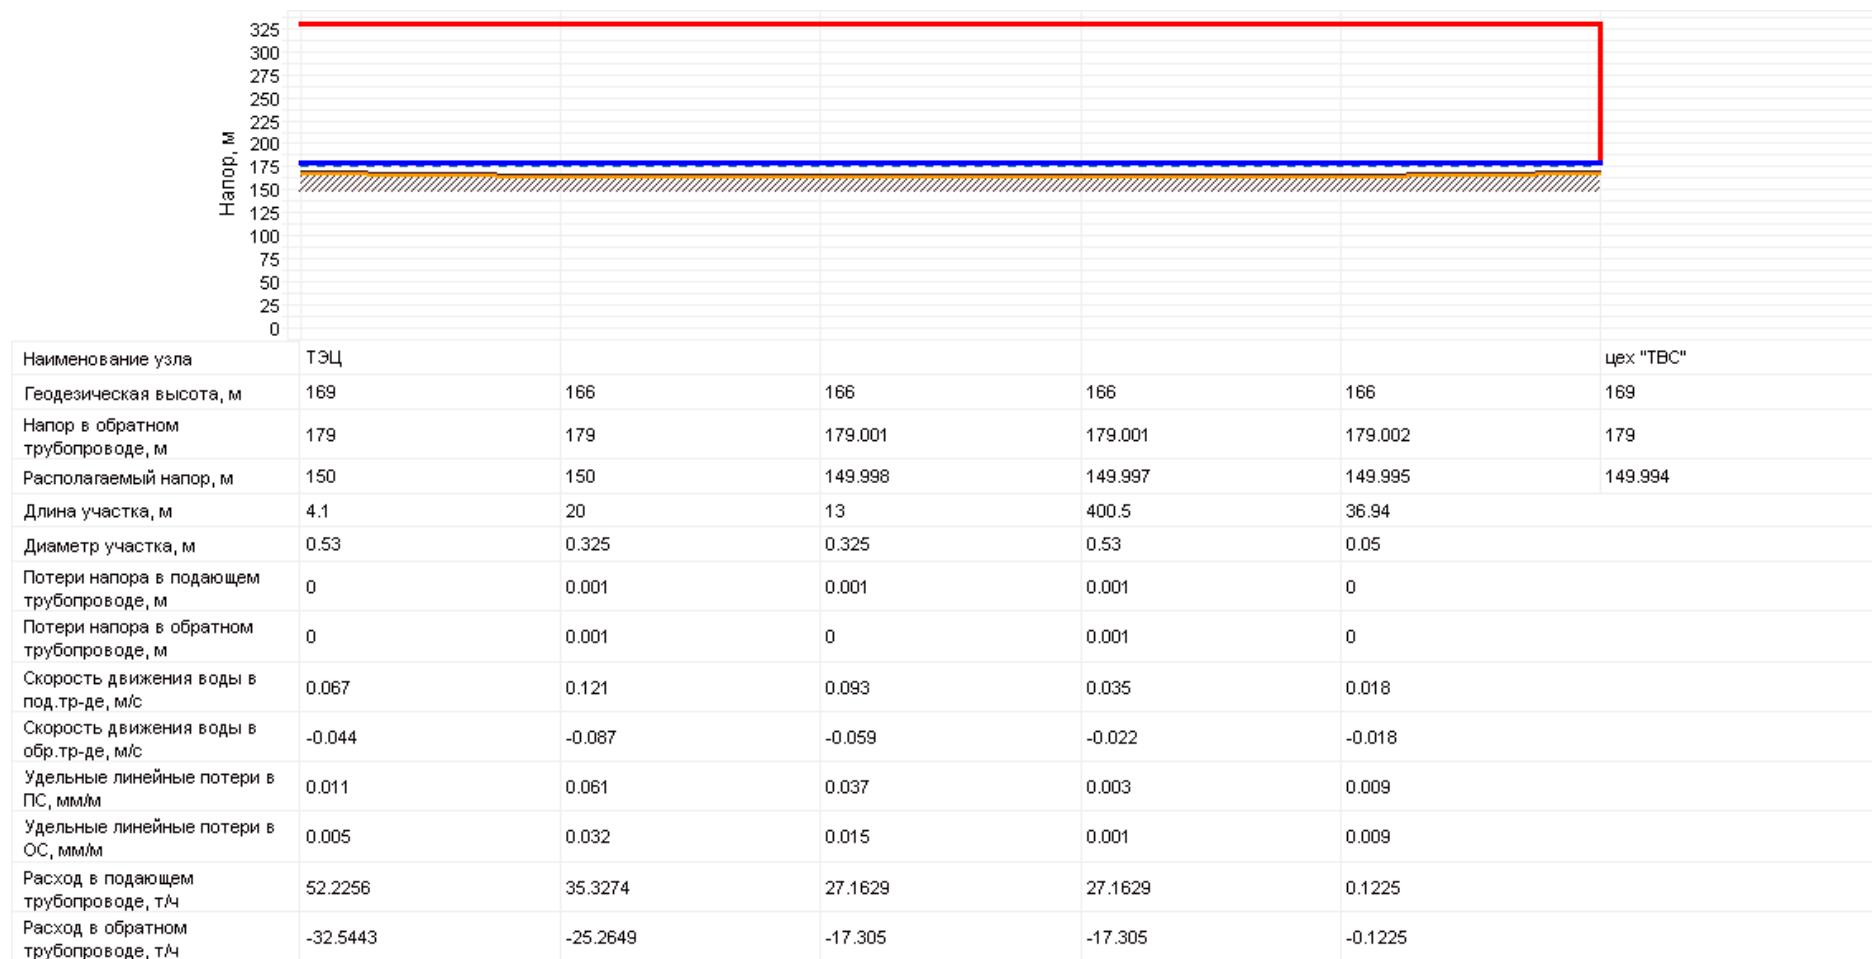 325
300
275
250
225
200
175
150
125
100
75
50
25
0
Напор, м
Наименование узла ТЭЦ цех "ТВС"
Геодезическая высота, м 169 166 166 166 166 169
Напор в обратном
трубопроводе, м 179 179 179.001 179.001 179.002 179
Располагаемый напор, м 150 150 149.998 149.997 149.995 149.994
Длина участка, м 4.1 20 13 400.5 36.94
Диаметр участка, м 0.53 0.325 0.325 0.53 0.05
Потери напора в подающем
трубопроводе, м 0 0.001 0.001 0.001 0
Потери напора в обратном
трубопроводе, м 0 0.001 0 0.001 0
Скорость движения воды в
под.тр-де, м/с 0.067 0.121 0.093 0.035 0.018
Скорость движения воды в
обр.тр-де, м/с -0.044 -0.087 -0.059 -0.022 -0.018
Удельные линейные потери в
ПС, мм/м 0.011 0.061 0.037 0.003 0.009
Удельные линейные потери в
ОС, мм/м 0.005 0.032 0.015 0.001 0.009
Расход в подающем
трубопроводе, т/ч 52.2256 35.3274 27.1629 27.1629 0.1225
Расход в обратном
трубопроводе, т/ч -32.5443 -25.2649 -17.305 -17.305 -0.1225